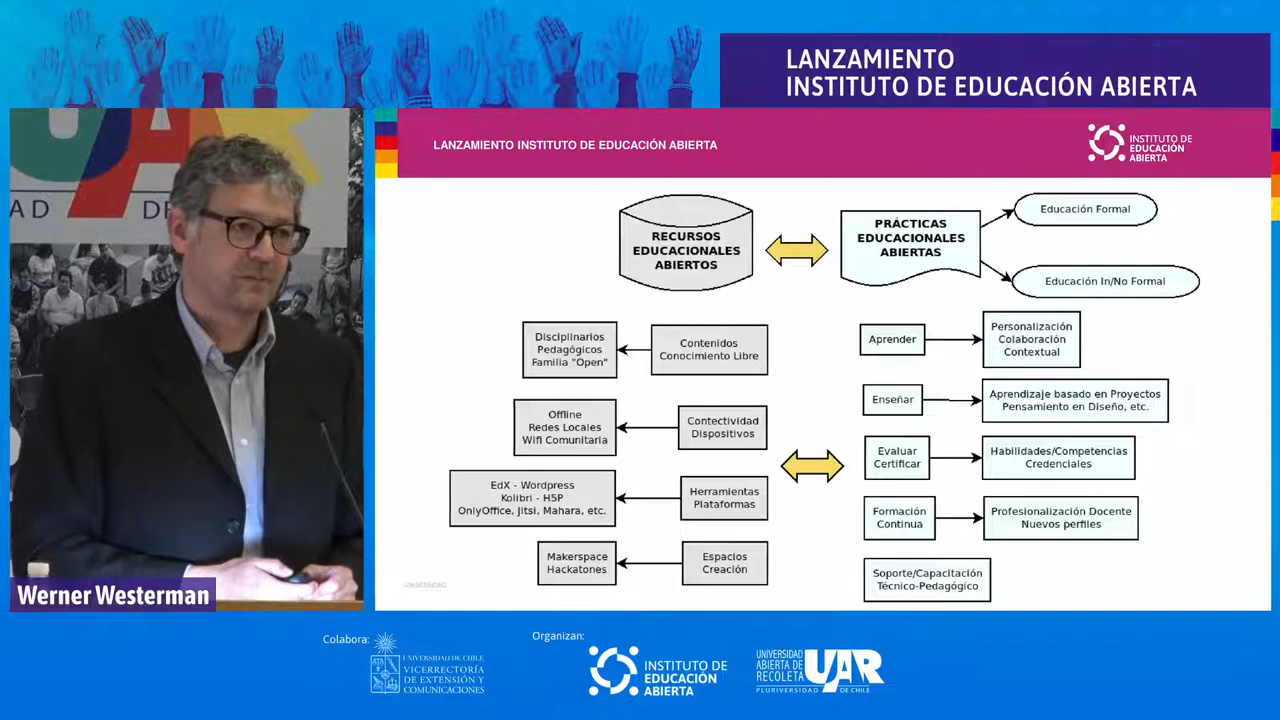 LANZAMIENTO
INSTITUTO DE EDUCACIÓN ABIERTA
LANZAMIENTO INSTITUTO DE EDUCACIÓN ABIERTA
INSTITUTO DE
EDUCACIÓN
ABIERTA
RECURSOS
EDUCACIONALES
ABIERTOS
PRÁCTICAS
EDUCACIONALES
ABIERTAS
Educación Formal
Educación In/No Formal
Disciplinarios
Pedagógicos
Familia "Open"
Contenidos
Conocimiento Libre
Offline
Redes Locales
Wifi Comunitaria
Contectividad
Dispositivos
EdX - Wordpress
Kolibri - H5P
OnlyOffice, Jitsi, Mahara, etc.
Herramientas
Plataformas
Makerspace
Hackatones
Espacios
Creación
Aprender
Personalización
Colaboración
Contextual
Enseñar
Aprendizaje basado en Proyectos
Pensamiento en Diseño, etc.
Evaluar
Certificar
Habilidades/Competencias
Credenciales
Formación
Continua
Profesionalización Docente
Nuevos perfiles
Soporte/Capacitación
Técnico-Pedagógico
AD DE
Werner Westerman
Colabora:
UNIVERSIDAD DE CHILE
VICERRECTORÍA
DE EXTENSIÓN Y
COMUNICACIONES
Organizan:
INSTITUTO DE
EDUCACIÓN
ABIERTA
UNIVERSIDAD
ABIERTA DE
RECOLETA
UAR
PLURIVERSIDAD DE CHILE